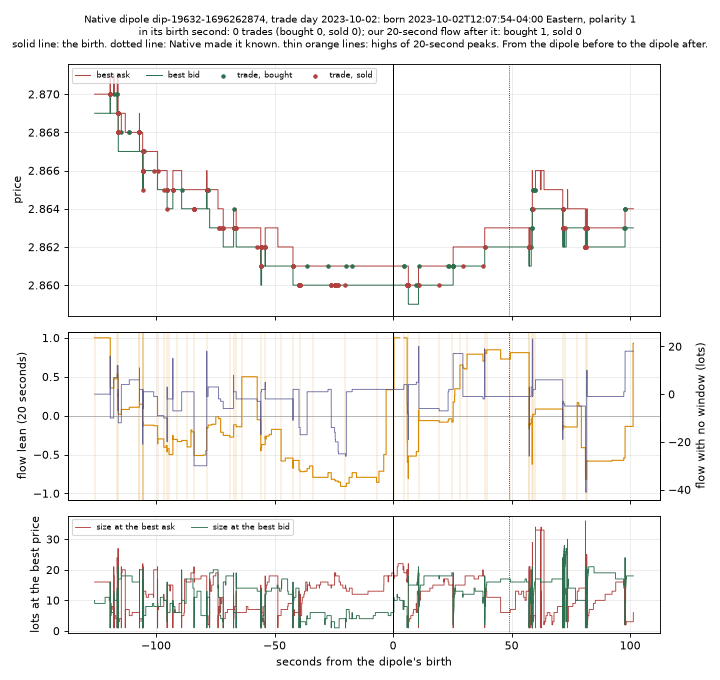 Native dipole dip-19632-1696262874, trade day 2023-10-02: born 2023-10-02T12:07:54-04:00 Eastern, polarity 1
in its birth second: 0 trades (bought 0, sold 0); our 20-second flow after it: bought 1, sold 0
solid line: the birth. dotted line: Native made it known. thin orange lines: highs of 20-second peaks. From the dipole before to the dipole after.
best ask
best bid
trade, bought
trade, sold
2.870
2.868
2.866
2.864
2.862
2.860
price
1.0
0.5
0.0
−0.5
−1.0
flow lean (20 seconds)
20
0
−20
−40
flow with no window (lots)
size at the best ask
size at the best bid
30
20
10
0
lots at the best price
−100
−50
0
50
100
seconds from the dipole's birth